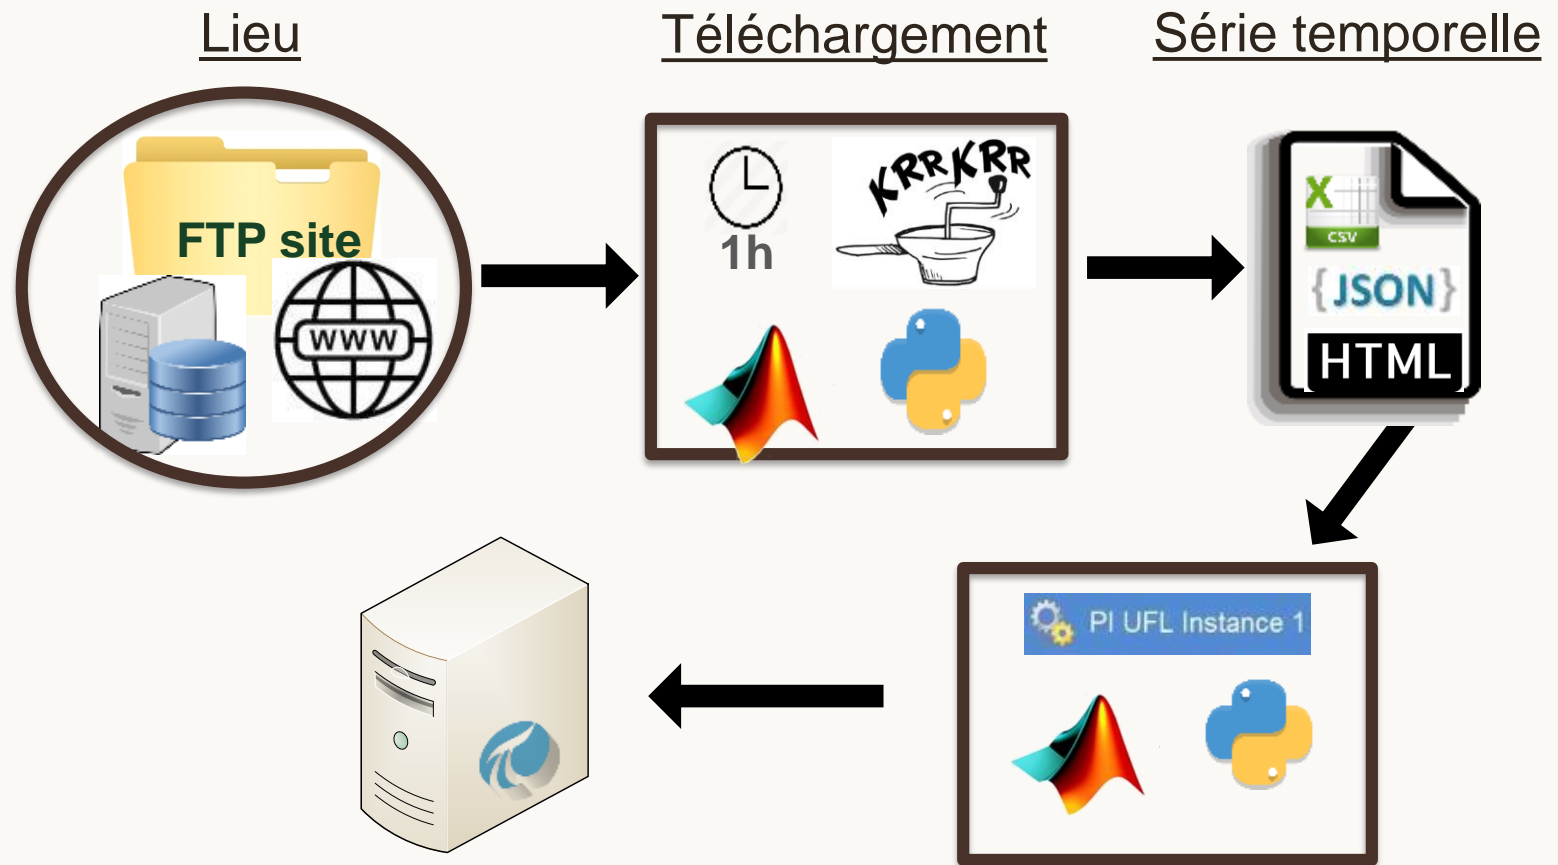 Lieu
Téléchargement
Série temporelle
FTP site
WWW
1h
KRRKRR
X
CSV
{JSON}
HTML
PI UFL Instance 1